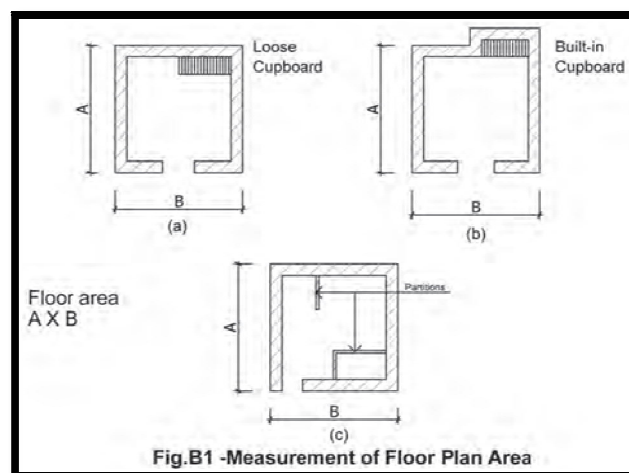 Loose
Cupboard
A
B
(a)
Built-in
Cupboard
A
B
(b)
Floor area
A X B
Partitions
A
B
(c)
Fig.B1 -Measurement of Floor Plan Area